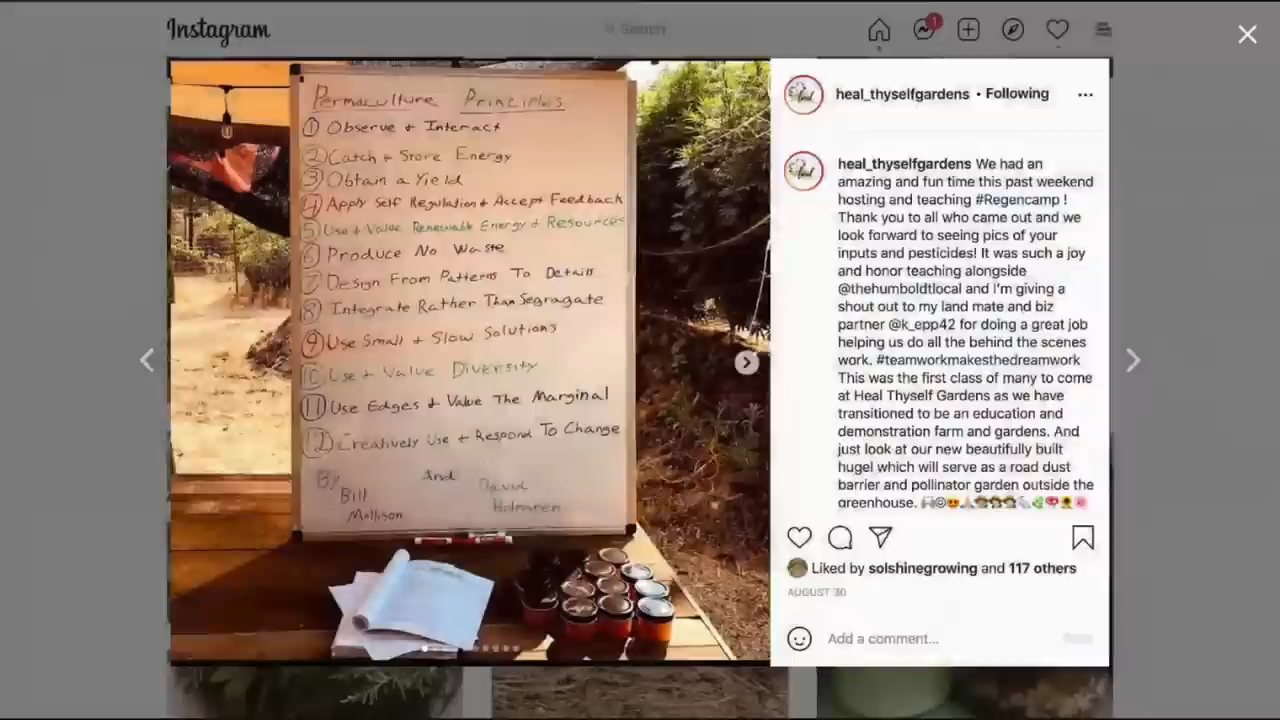 Instagram
Search
1
Permaculture Principles
① Observe + Interact
② Catch + Store Energy
③ Obtain a Yield
④ Apply Self Regulation + Accept Feedback
⑤ Use + Value Renewable Energy + Resources
⑥ Produce No Waste
⑦ Design From Patterns To Details
⑧ Integrate Rather Than Segragate
⑨ Use Small + Slow Solutions
⑩ Use + Value Diversity
⑪ Use Edges + Value The Marginal
⑫ Creatively Use + Respond To Change
By And David
Bill Holmgren
Mollison
heal_thyselfgardens • Following
heal_thyselfgardens We had an
amazing and fun time this past weekend
hosting and teaching #Regencamp !
Thank you to all who came out and we
look forward to seeing pics of your
inputs and pesticides! It was such a joy
and honor teaching alongside
@thehumboldtlocal and i'm giving a
shout out to my land mate and biz
partner @k_epp42 for doing a great job
helping us do all the behind the scenes
work. #teamworkmakesthedreamwork
This was the first class of many to come
at Heal Thyself Gardens as we have
transitioned to be an education and
demonstration farm and gardens. And
just look at our new beautifully built
hugel which will serve as a road dust
barrier and pollinator garden outside the
greenhouse.
Liked by solshinegrowing and 117 others
AUGUST 30
Add a comment...